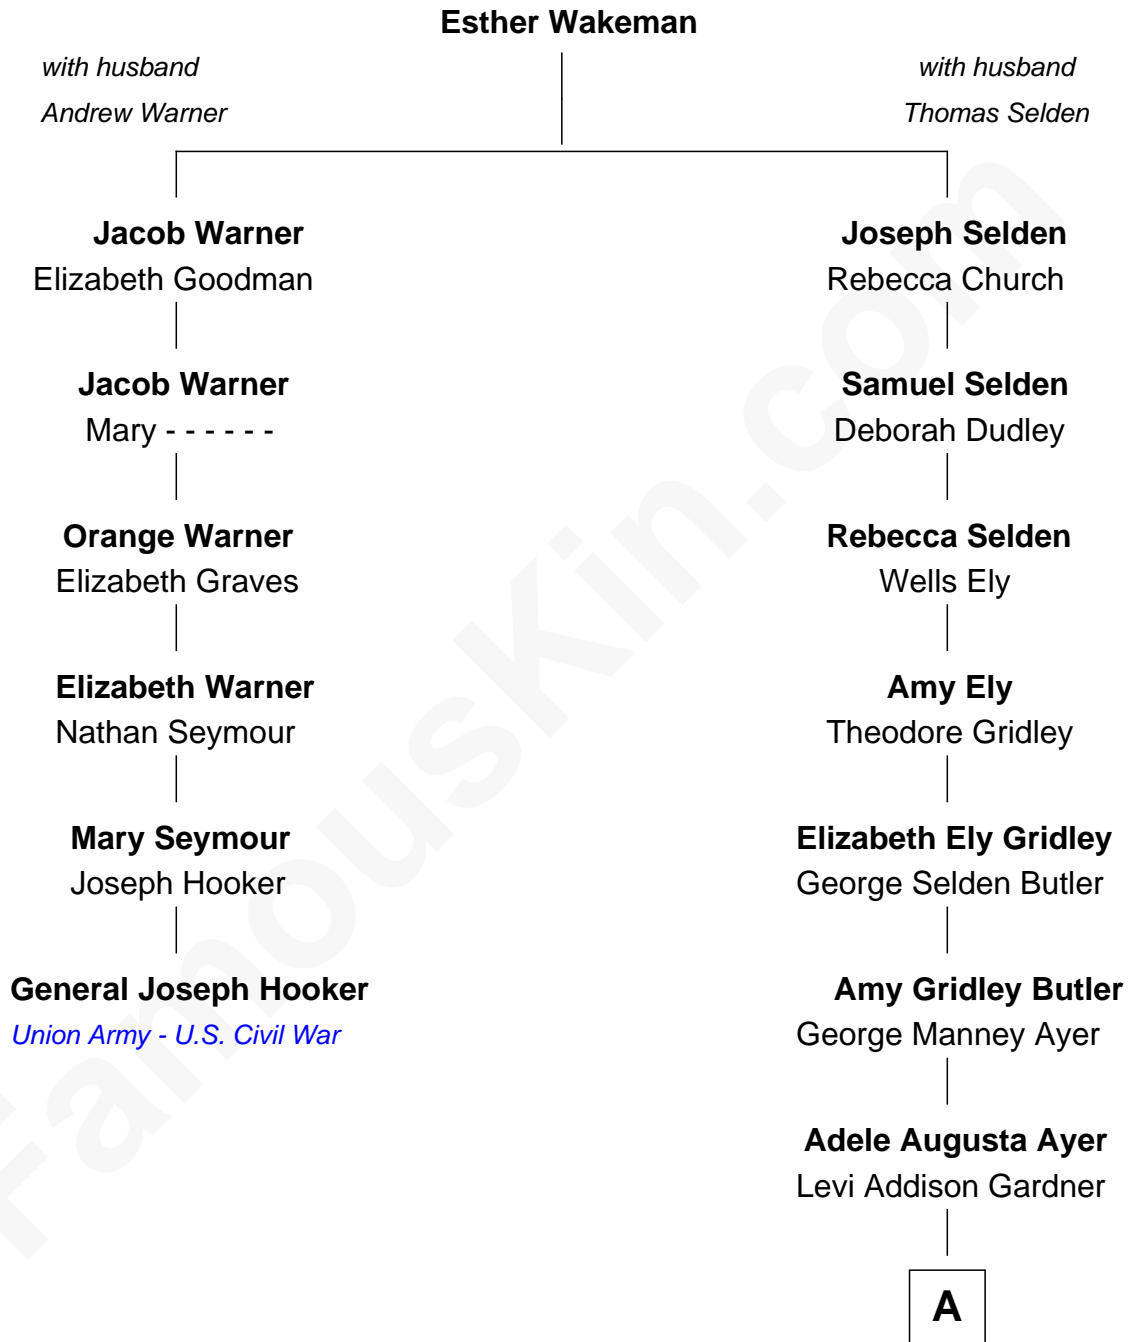 Esther Wakeman
with husband
Andrew Warner
with husband
Thomas Selden
Jacob Warner
Elizabeth Goodman
Jacob Warner
Mary - - - - - -
Orange Warner
Elizabeth Graves
Elizabeth Warner
Nathan Seymour
Mary Seymour
Joseph Hooker
General Joseph Hooker
Union Army - U.S. Civil War
Joseph Selden
Rebecca Church
Samuel Selden
Deborah Dudley
Rebecca Selden
Wells Ely
Amy Ely
Theodore Gridley
Elizabeth Ely Gridley
George Selden Butler
Amy Gridley Butler
George Manney Ayer
Adele Augusta Ayer
Levi Addison Gardner
A
FamousKin.com